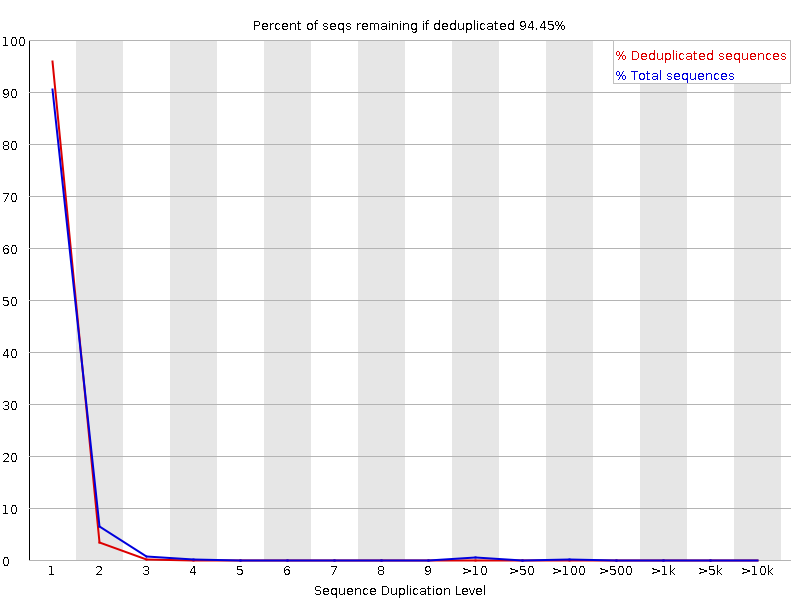 Percent of seqs remaining if deduplicated 94.45%
% Deduplicated sequences
% Total sequences
100
90
80
70
60
50
40
30
20
10
0
1 2 3 4 5 6 7 8 9 >10 >50 >100 >500 >1k >5k >10k
Sequence Duplication Level